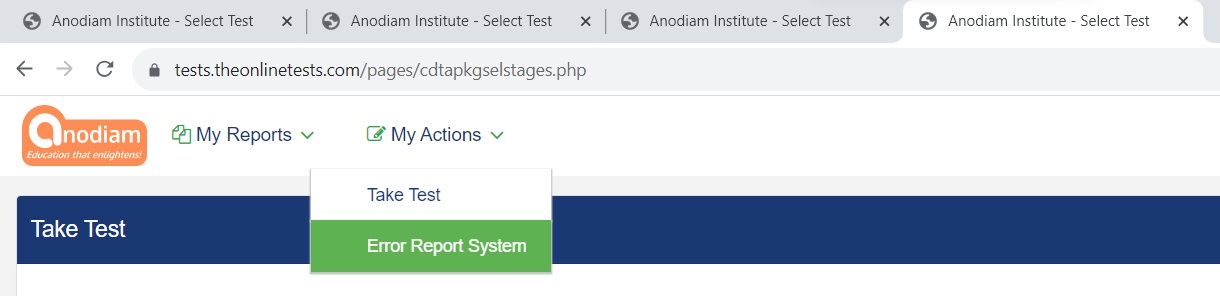 Anodiam Institute - Select Test
Anodiam Institute - Select Test
Anodiam Institute - Select Test
Anodiam Institute - Select Test
tests.theonlinetests.com/pages/cdtapkgselstages.php
anodiam
Education that enlightens!
My Reports
My Actions
Take Test
Error Report System
Take Test